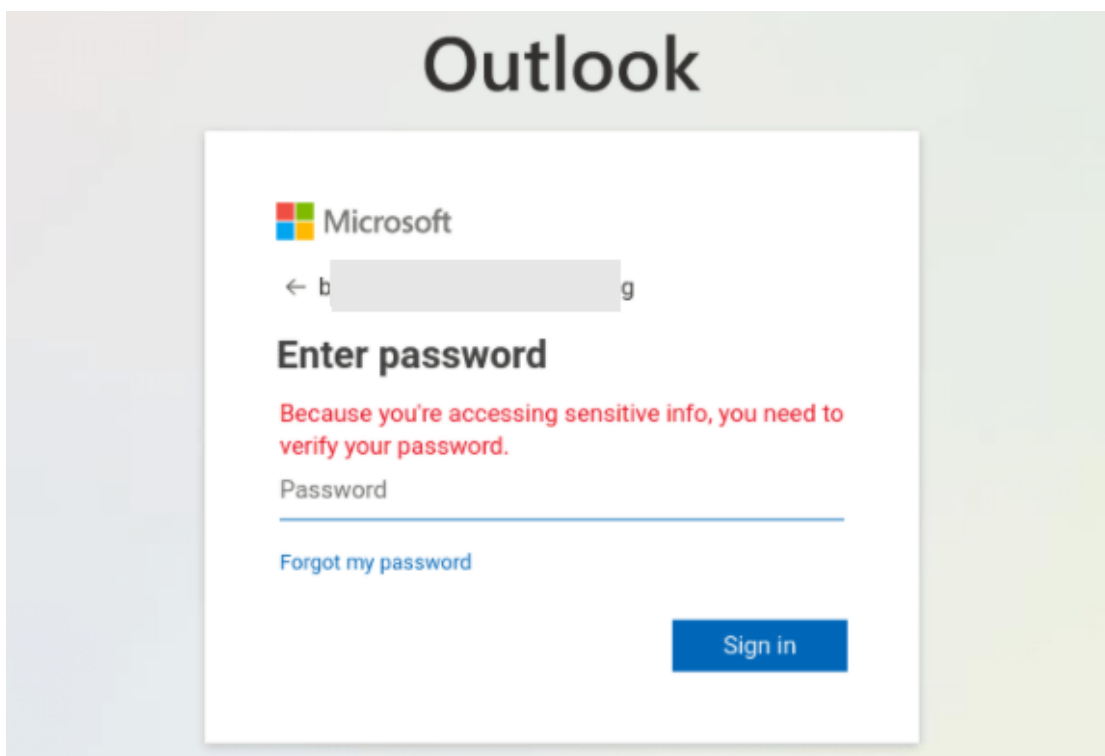 Outlook
Microsoft
← b g
Enter password
Because you're accessing sensitive info, you need to
verify your password.
Password
Forgot my password
Sign in